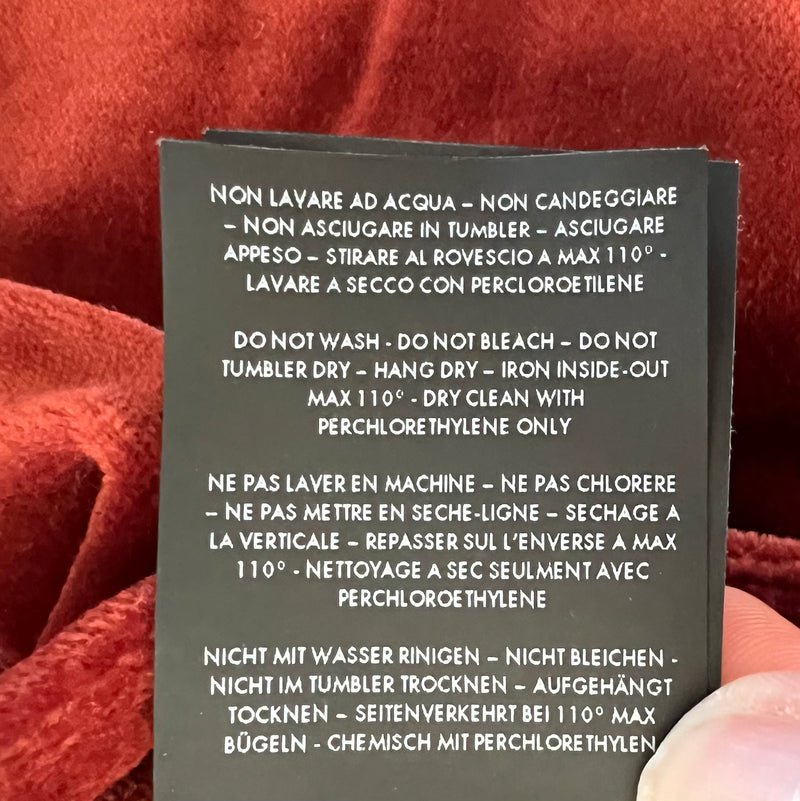 NON LAVARE AD ACQUA – NON CANDEGGIARE
– NON ASCIUGARE IN TUMBLER – ASCIUGARE
APPESO – STIRARE AL ROVESCIO A MAX 110° -
LAVARE A SECCO CON PERCLOROETILENE
DO NOT WASH - DO NOT BLEACH – DO NOT
TUMBLER DRY – HANG DRY – IRON INSIDE-OUT
MAX 110° - DRY CLEAN WITH
PERCHLORETHYLENE ONLY
NE PAS LAVER EN MACHINE – NE PAS CHLORERE
– NE PAS METTRE EN SECHE-LIGNE – SECHAGE A
LA VERTICALE – REPASSER SUL L'ENVERSE A MAX
110° - NETTOYAGE A SEC SEULMENT AVEC
PERCHLOROETHYLENE
NICHT MIT WASSER RINIGEN – NICHT BLEICHEN -
NICHT IM TUMBLER TROCKNEN – AUFGEHÄNGT
TOCKNEN – SEITENVERKEHRT BEI 110° MAX
BÜGELN - CHEMISCH MIT PERCHLORETHYLEN